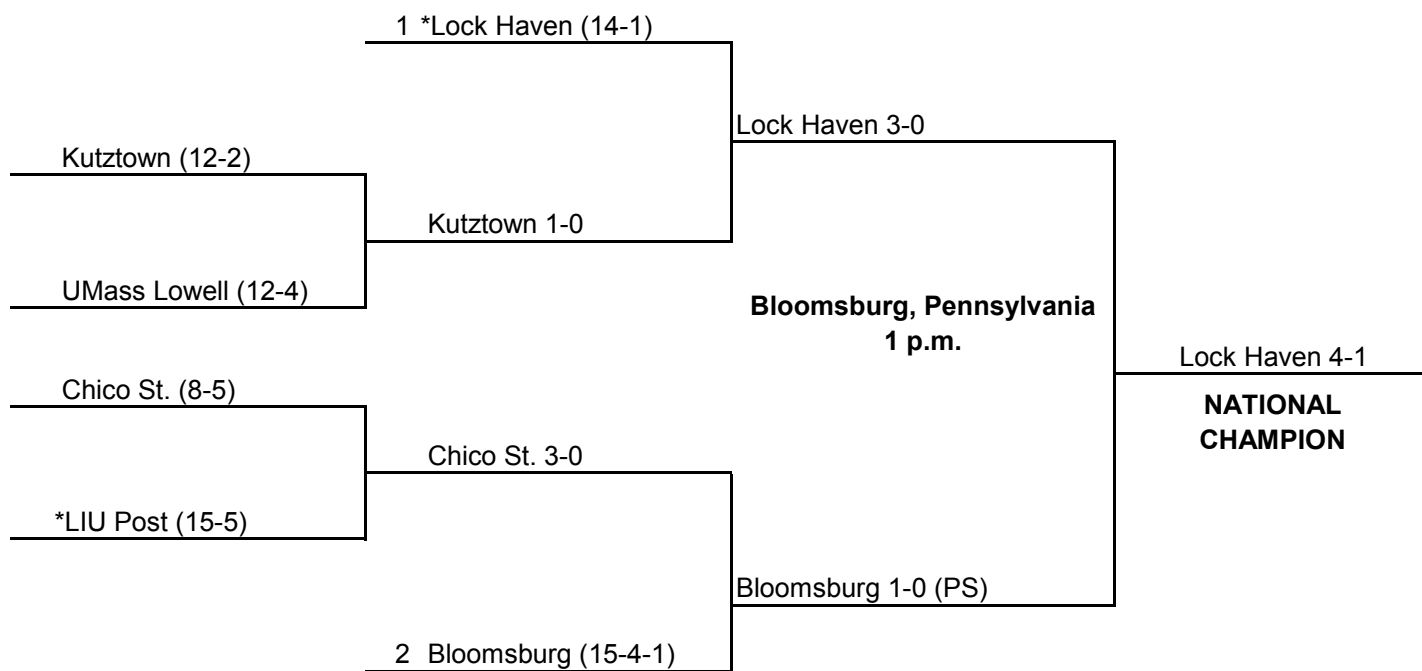 1 *Lock Haven (14-1)
Lock Haven 3-0
Kutztown (12-2)
Kutztown 1-0
UMass Lowell (12-4)
Bloomsburg, Pennsylvania
1 p.m.
Lock Haven 4-1
NATIONAL
CHAMPION
Chico St. (8-5)
Chico St. 3-0
*LIU Post (15-5)
Bloomsburg 1-0 (PS)
2 Bloomsburg (15-4-1)